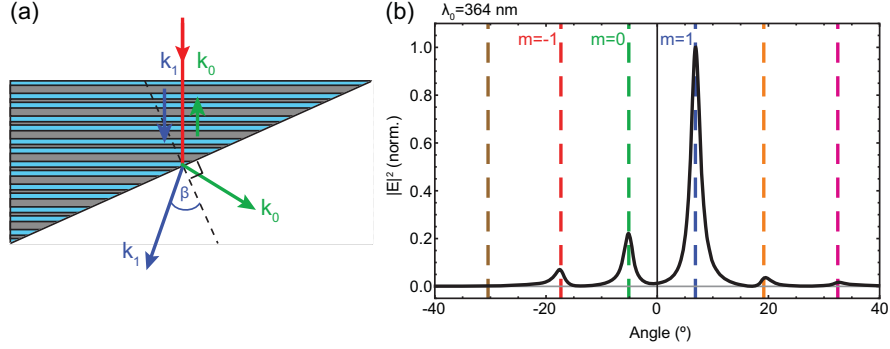 (a)
k₁
k₀
β
k₀
k₁
(b)
λ₀=364 nm
m=-1
m=0
m=1
|E|² (norm.)
1.0
0.8
0.6
0.4
0.2
0.0
-40
-20
0
20
40
Angle (º)